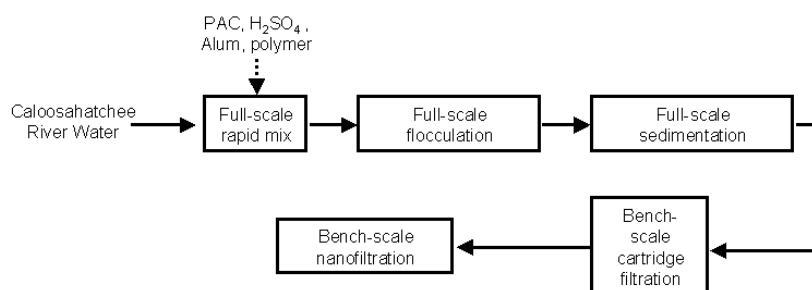 PAC, H₂SO₄,
Alum, polymer
Caloosahatchee
River Water
Full-scale
rapid mix
Full-scale
flocculation
Full-scale
sedimentation
Bench-scale
nanofiltration
Bench-
scale
cartridge
filtration